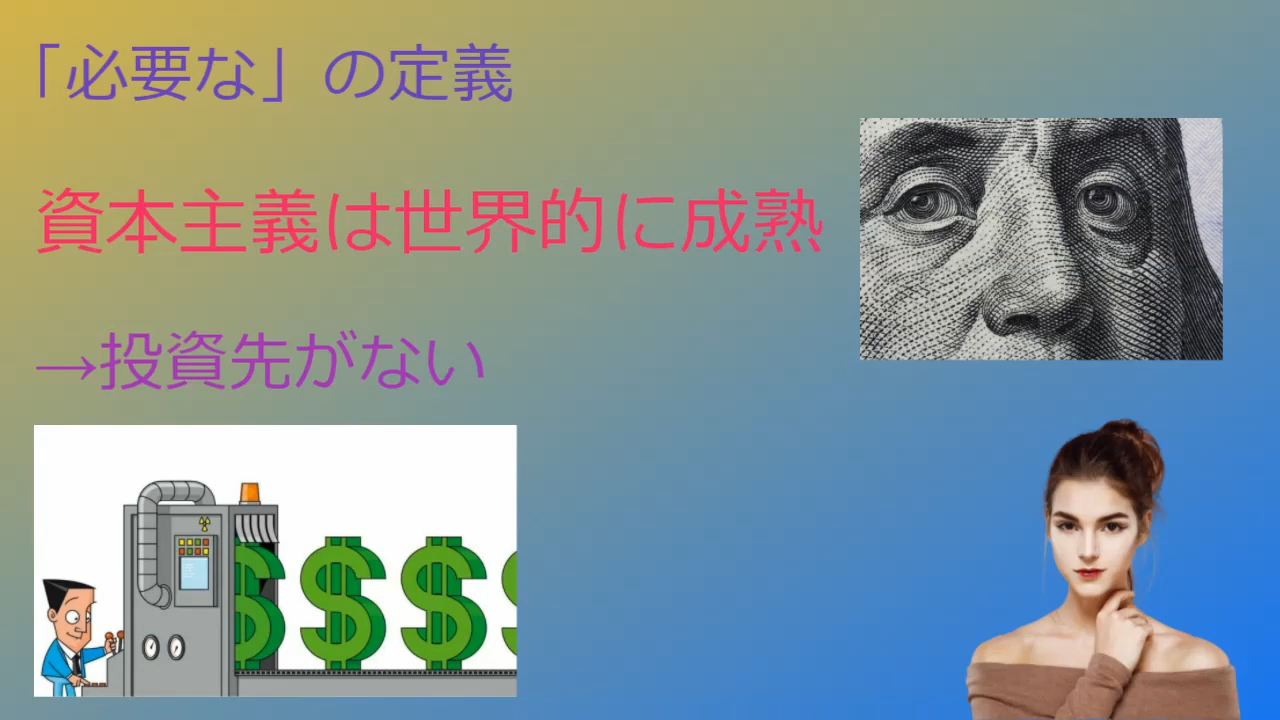 「必要な」の定義
資本主義は世界的に成熟
→投資先がない